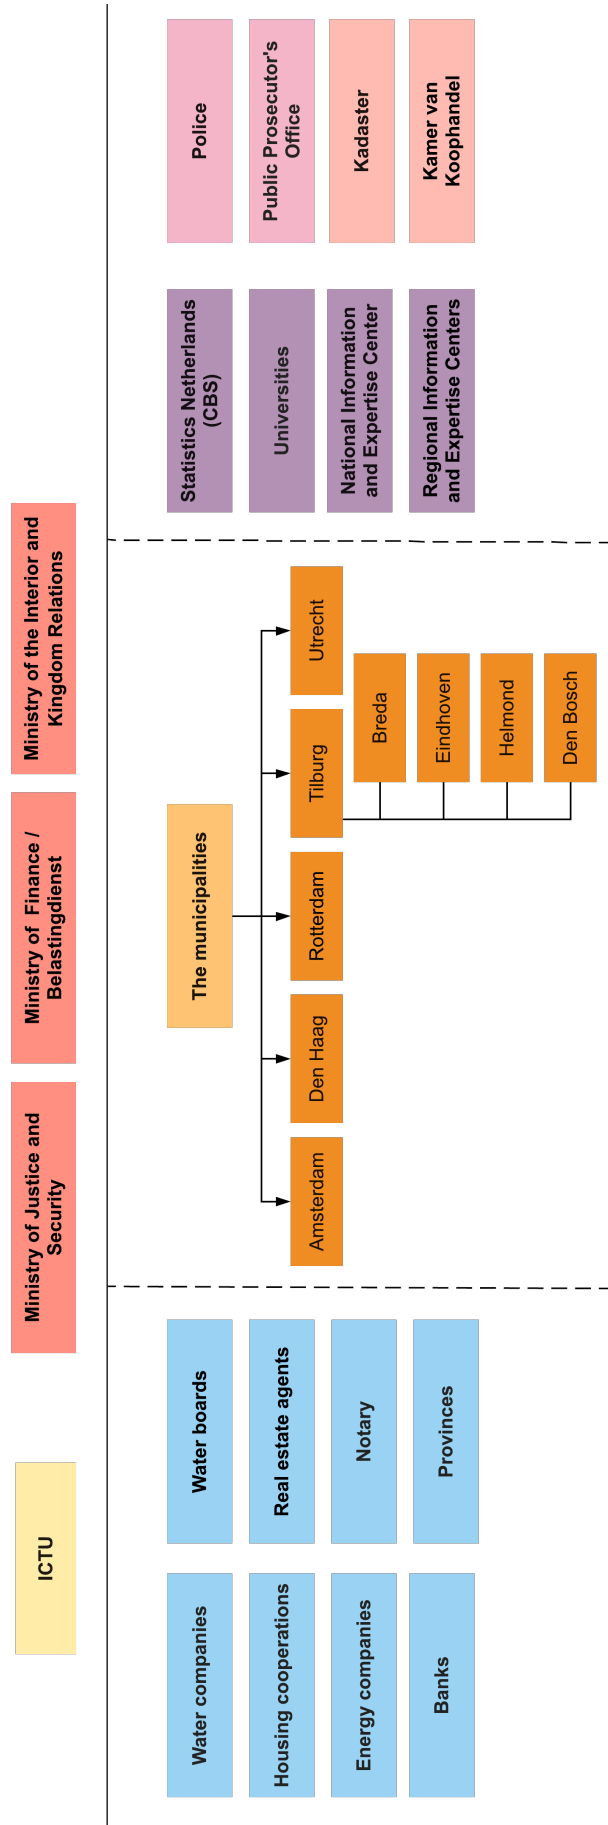 ICTU
Ministry of Justice and
Security
Ministry of  Finance /
Belastingdienst
Ministry of the Interior and
Kingdom Relations
Water companies
Water boards
Housing cooperations
Real estate agents
Energy companies
Notary
Banks
Provinces
The municipalities
Amsterdam
Den Haag
Rotterdam
Tilburg
Utrecht
Breda
Eindhoven
Helmond
Den Bosch
Statistics Netherlands
(CBS)
Police
Universities
Public Prosecutor's
Office
National Information
and Expertise Center
Kadaster
Regional Information
and Expertise Centers
Kamer van
Koophandel